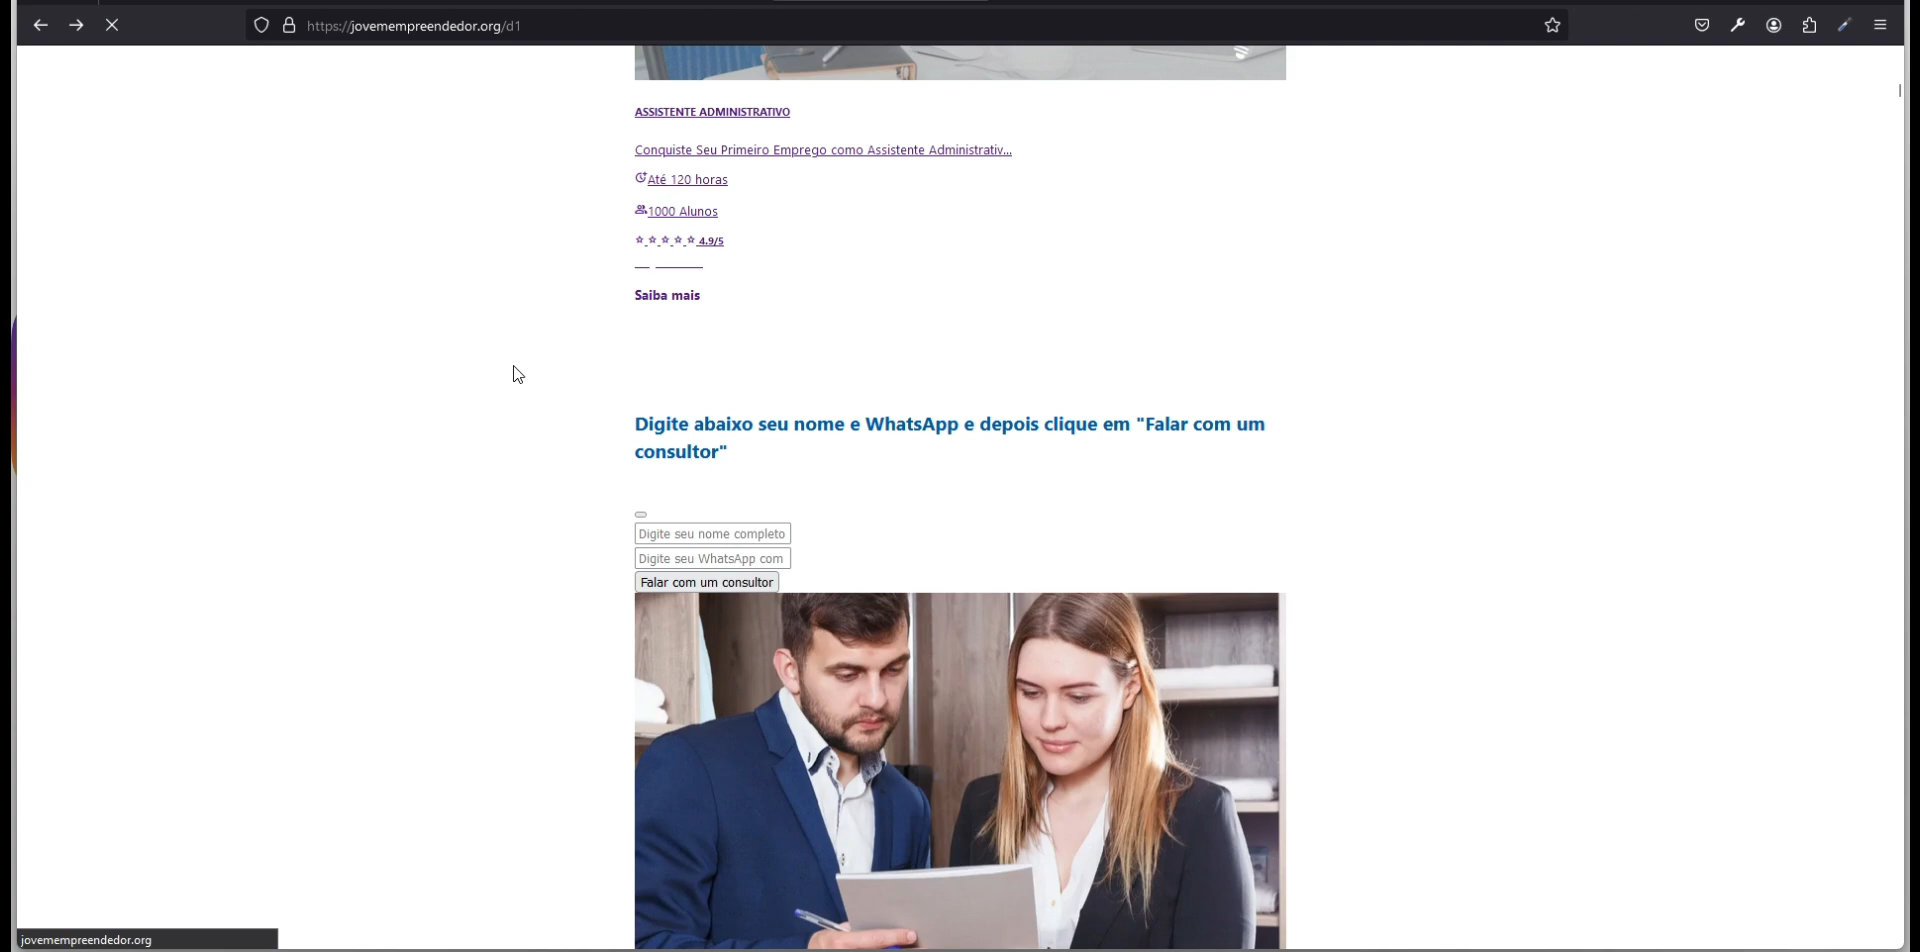 https://jovemempreendedor.org/d1
ASSISTENTE ADMINISTRATIVO
Conquiste Seu Primeiro Emprego como Assistente Administrativ...
Até 120 horas
1000 Alunos
4.9/5
Saiba mais
Digite abaixo seu nome e WhatsApp e depois clique em "Falar com um
consultor"
Digite seu nome completo
Digite seu WhatsApp com
Falar com um consultor
jovemempreendedor.org